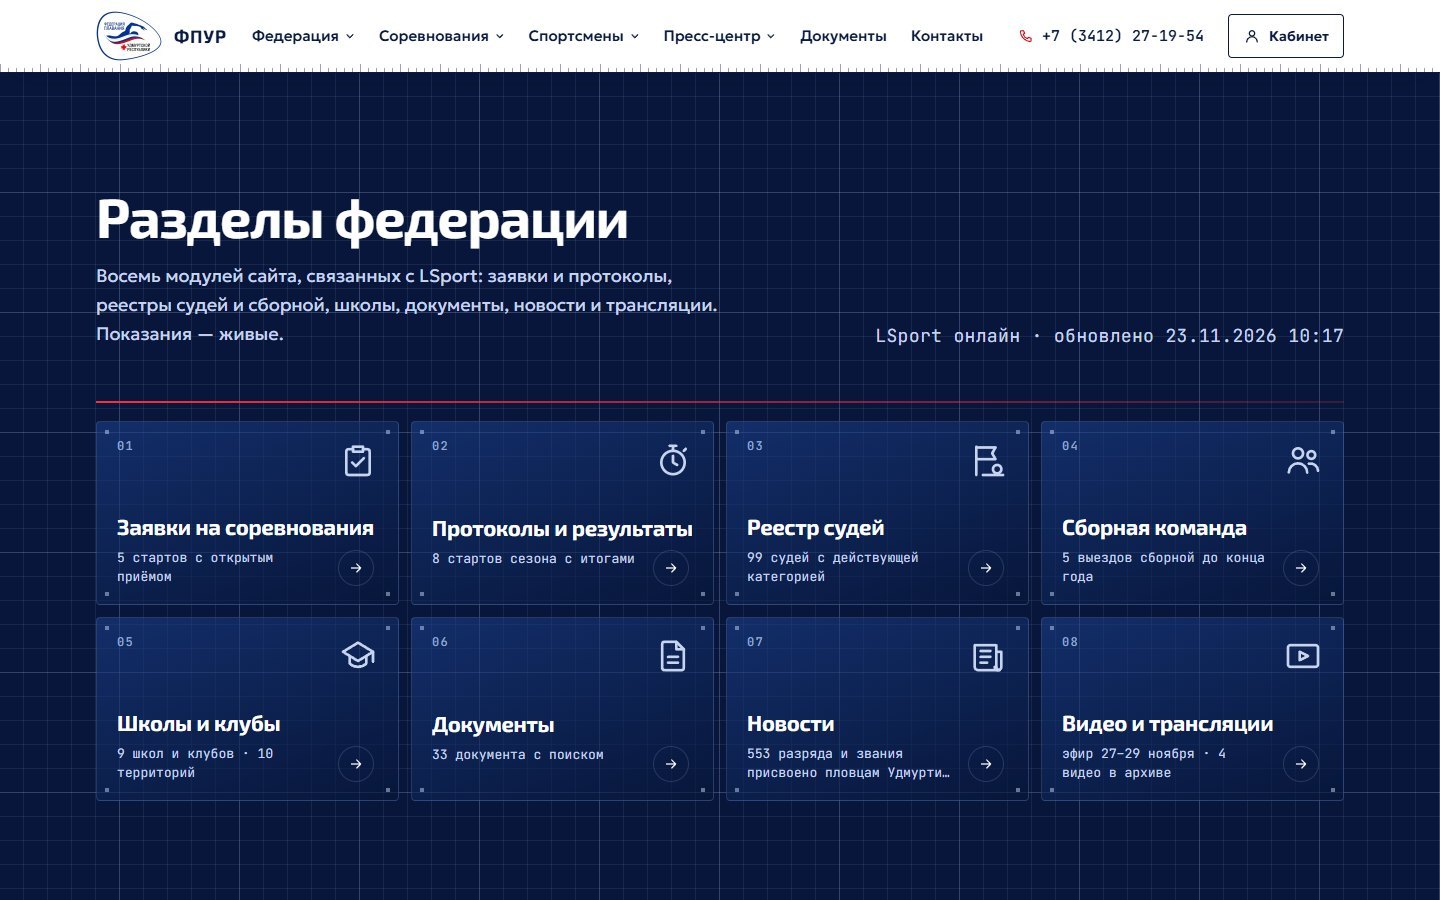 ФЕДЕРАЦИЯ
ПЛАВАНИЯ
УДМУРТСКОЙ
РЕСПУБЛИКИ
ФПУР
Федерация
Соревнования
Спортсмены
Пресс-центр
Документы
Контакты
+7 (3412) 27-19-54
Кабинет
Разделы федерации
Восемь модулей сайта, связанных с LSport: заявки и протоколы,
реестры судей и сборной, школы, документы, новости и трансляции.
Показания — живые.
LSport онлайн · обновлено 23.11.2026 10:17
01
Заявки на соревнования
5 стартов с открытым
приёмом
02
Протоколы и результаты
8 стартов сезона с итогами
03
Реестр судей
99 судей с действующей
категорией
04
Сборная команда
5 выездов сборной до конца
года
05
Школы и клубы
9 школ и клубов · 10
территорий
06
Документы
33 документа с поиском
07
Новости
553 разряда и звания
присвоено пловцам Удмурти…
08
Видео и трансляции
эфир 27–29 ноября · 4
видео в архиве